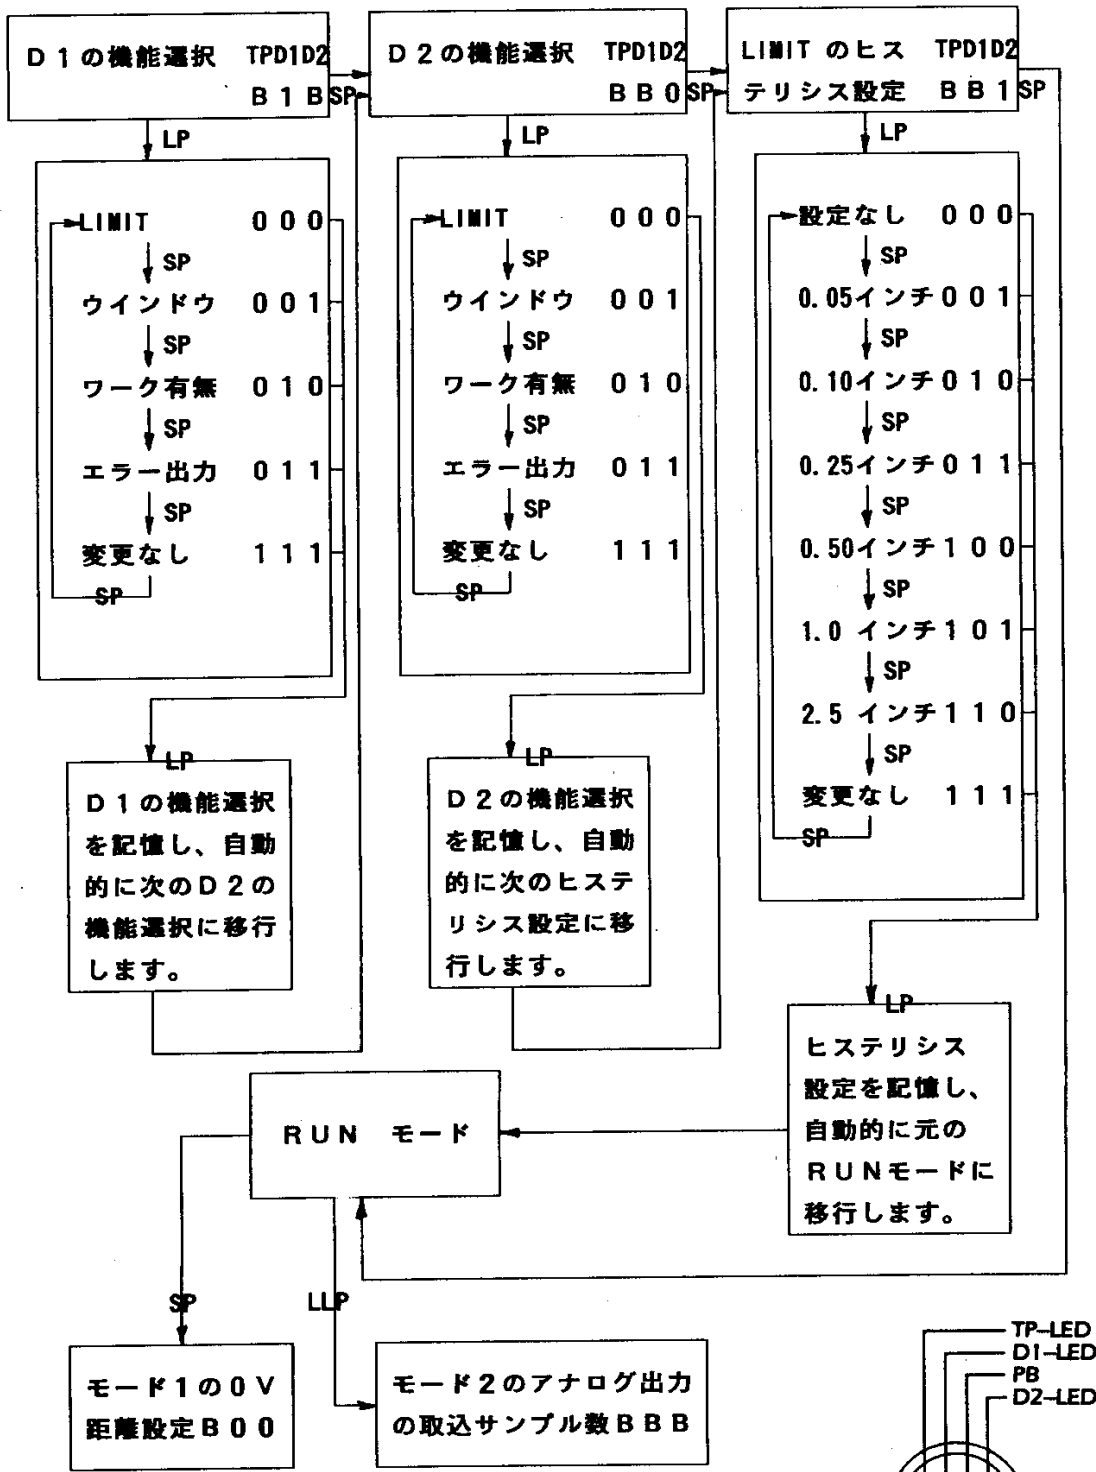 D1の機能選択 TPD1D2
B1B SP
LP
LIMIT 000
SP
ウインドウ 001
SP
ワーク有無 010
SP
エラー出力 011
SP
変更なし 111
SP
LP
D1の機能選択
を記憶し、自動
的に次のD2の
機能選択に移行
します。
D2の機能選択 TPD1D2
BB0 SP
LP
LIMIT 000
SP
ウインドウ 001
SP
ワーク有無 010
SP
エラー出力 011
SP
変更なし 111
SP
LP
D2の機能選択
を記憶し、自動
的に次のヒステ
リシス設定に移
行します。
LIMITのヒス TPD1D2
テリシス設定 BB1 SP
LP
設定なし 000
SP
0.05インチ001
SP
0.10インチ010
SP
0.25インチ011
SP
0.50インチ100
SP
1.0 インチ101
SP
2.5 インチ110
SP
変更なし 111
SP
LP
ヒステリシス
設定を記憶し、
自動的に元の
RUNモードに
移行します。
RUN モード
SP
LLP
モード1の0V
距離設定B00
モード2のアナログ出力
の取込サンプル数BBB
TP-LED
D1-LED
PB
D2-LED